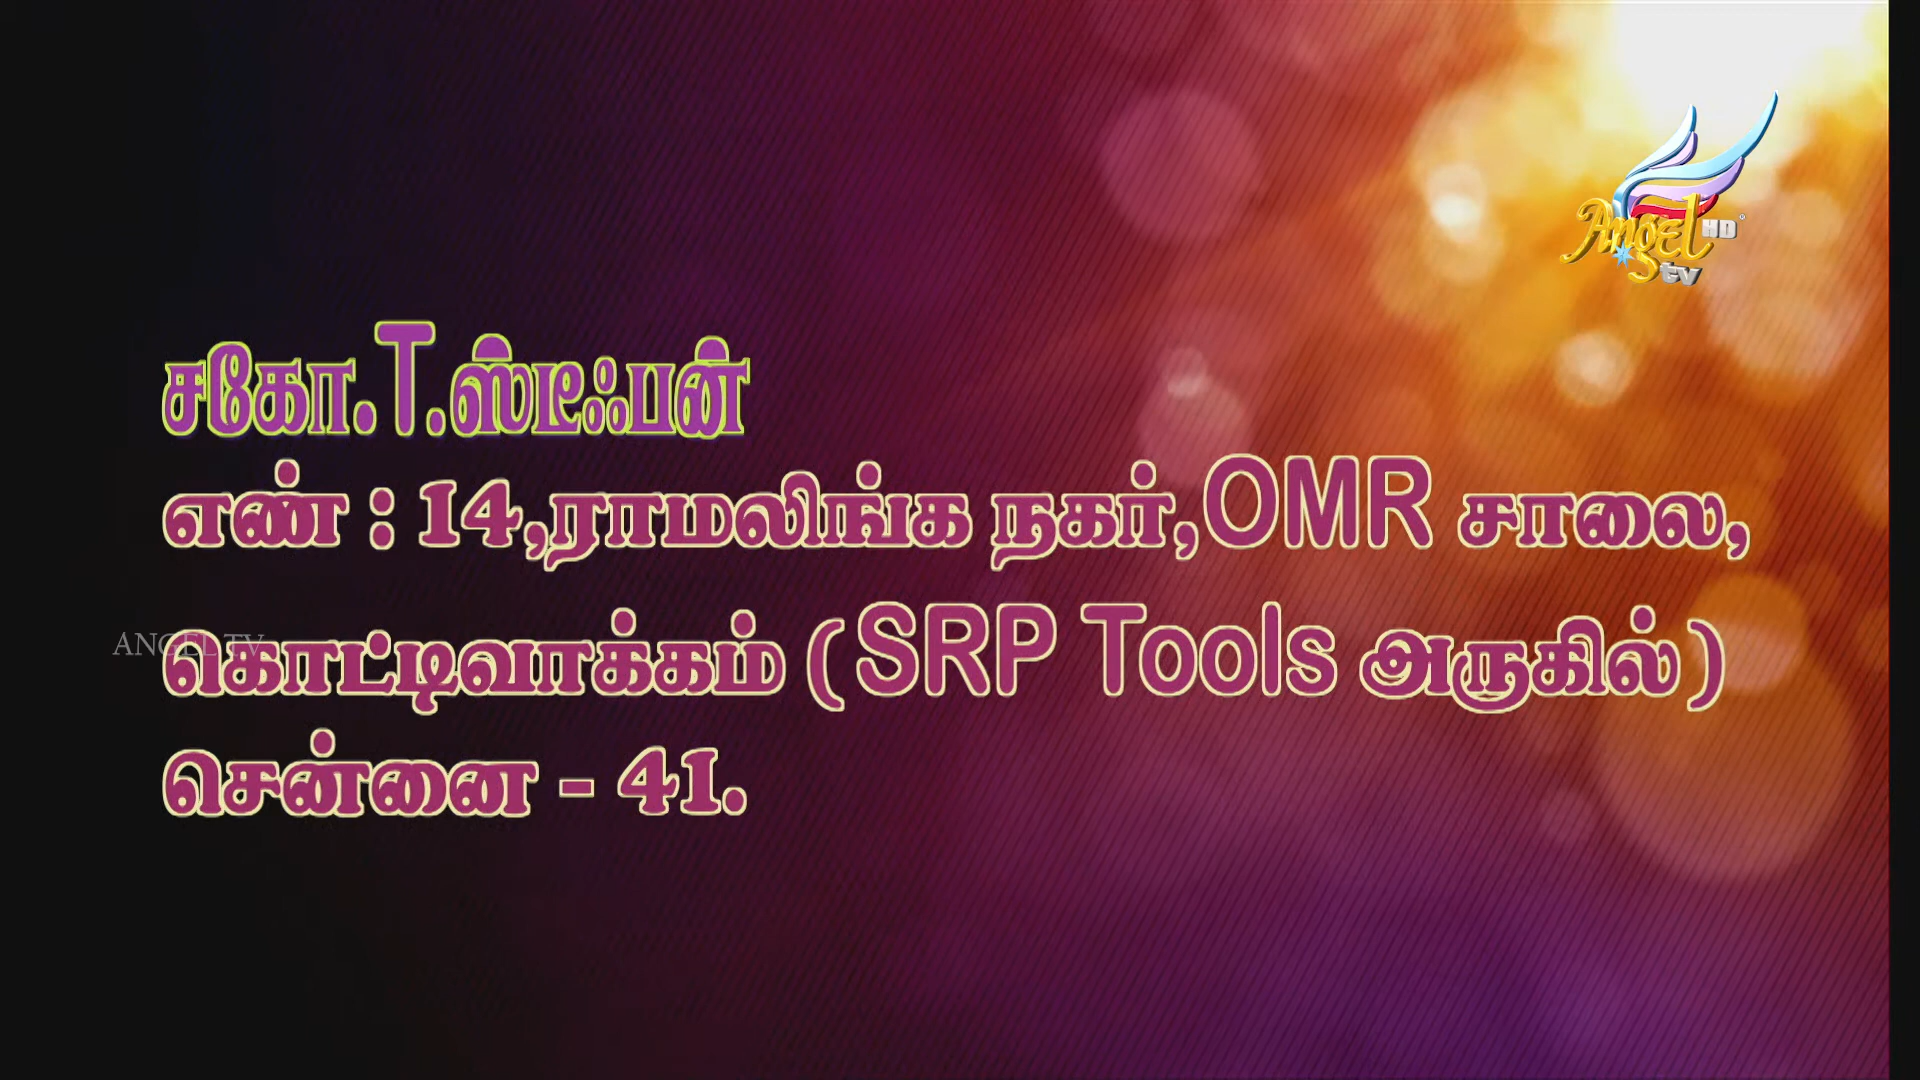 Angel HD
tv
சகோ.T.ஸ்டீஃபன்
எண் : 14,ராமலிங்க நகர்,OMR சாலை,
கொட்டிவாக்கம் (SRP Tools அருகில்)
ANGEL TV
சென்னை - 41.